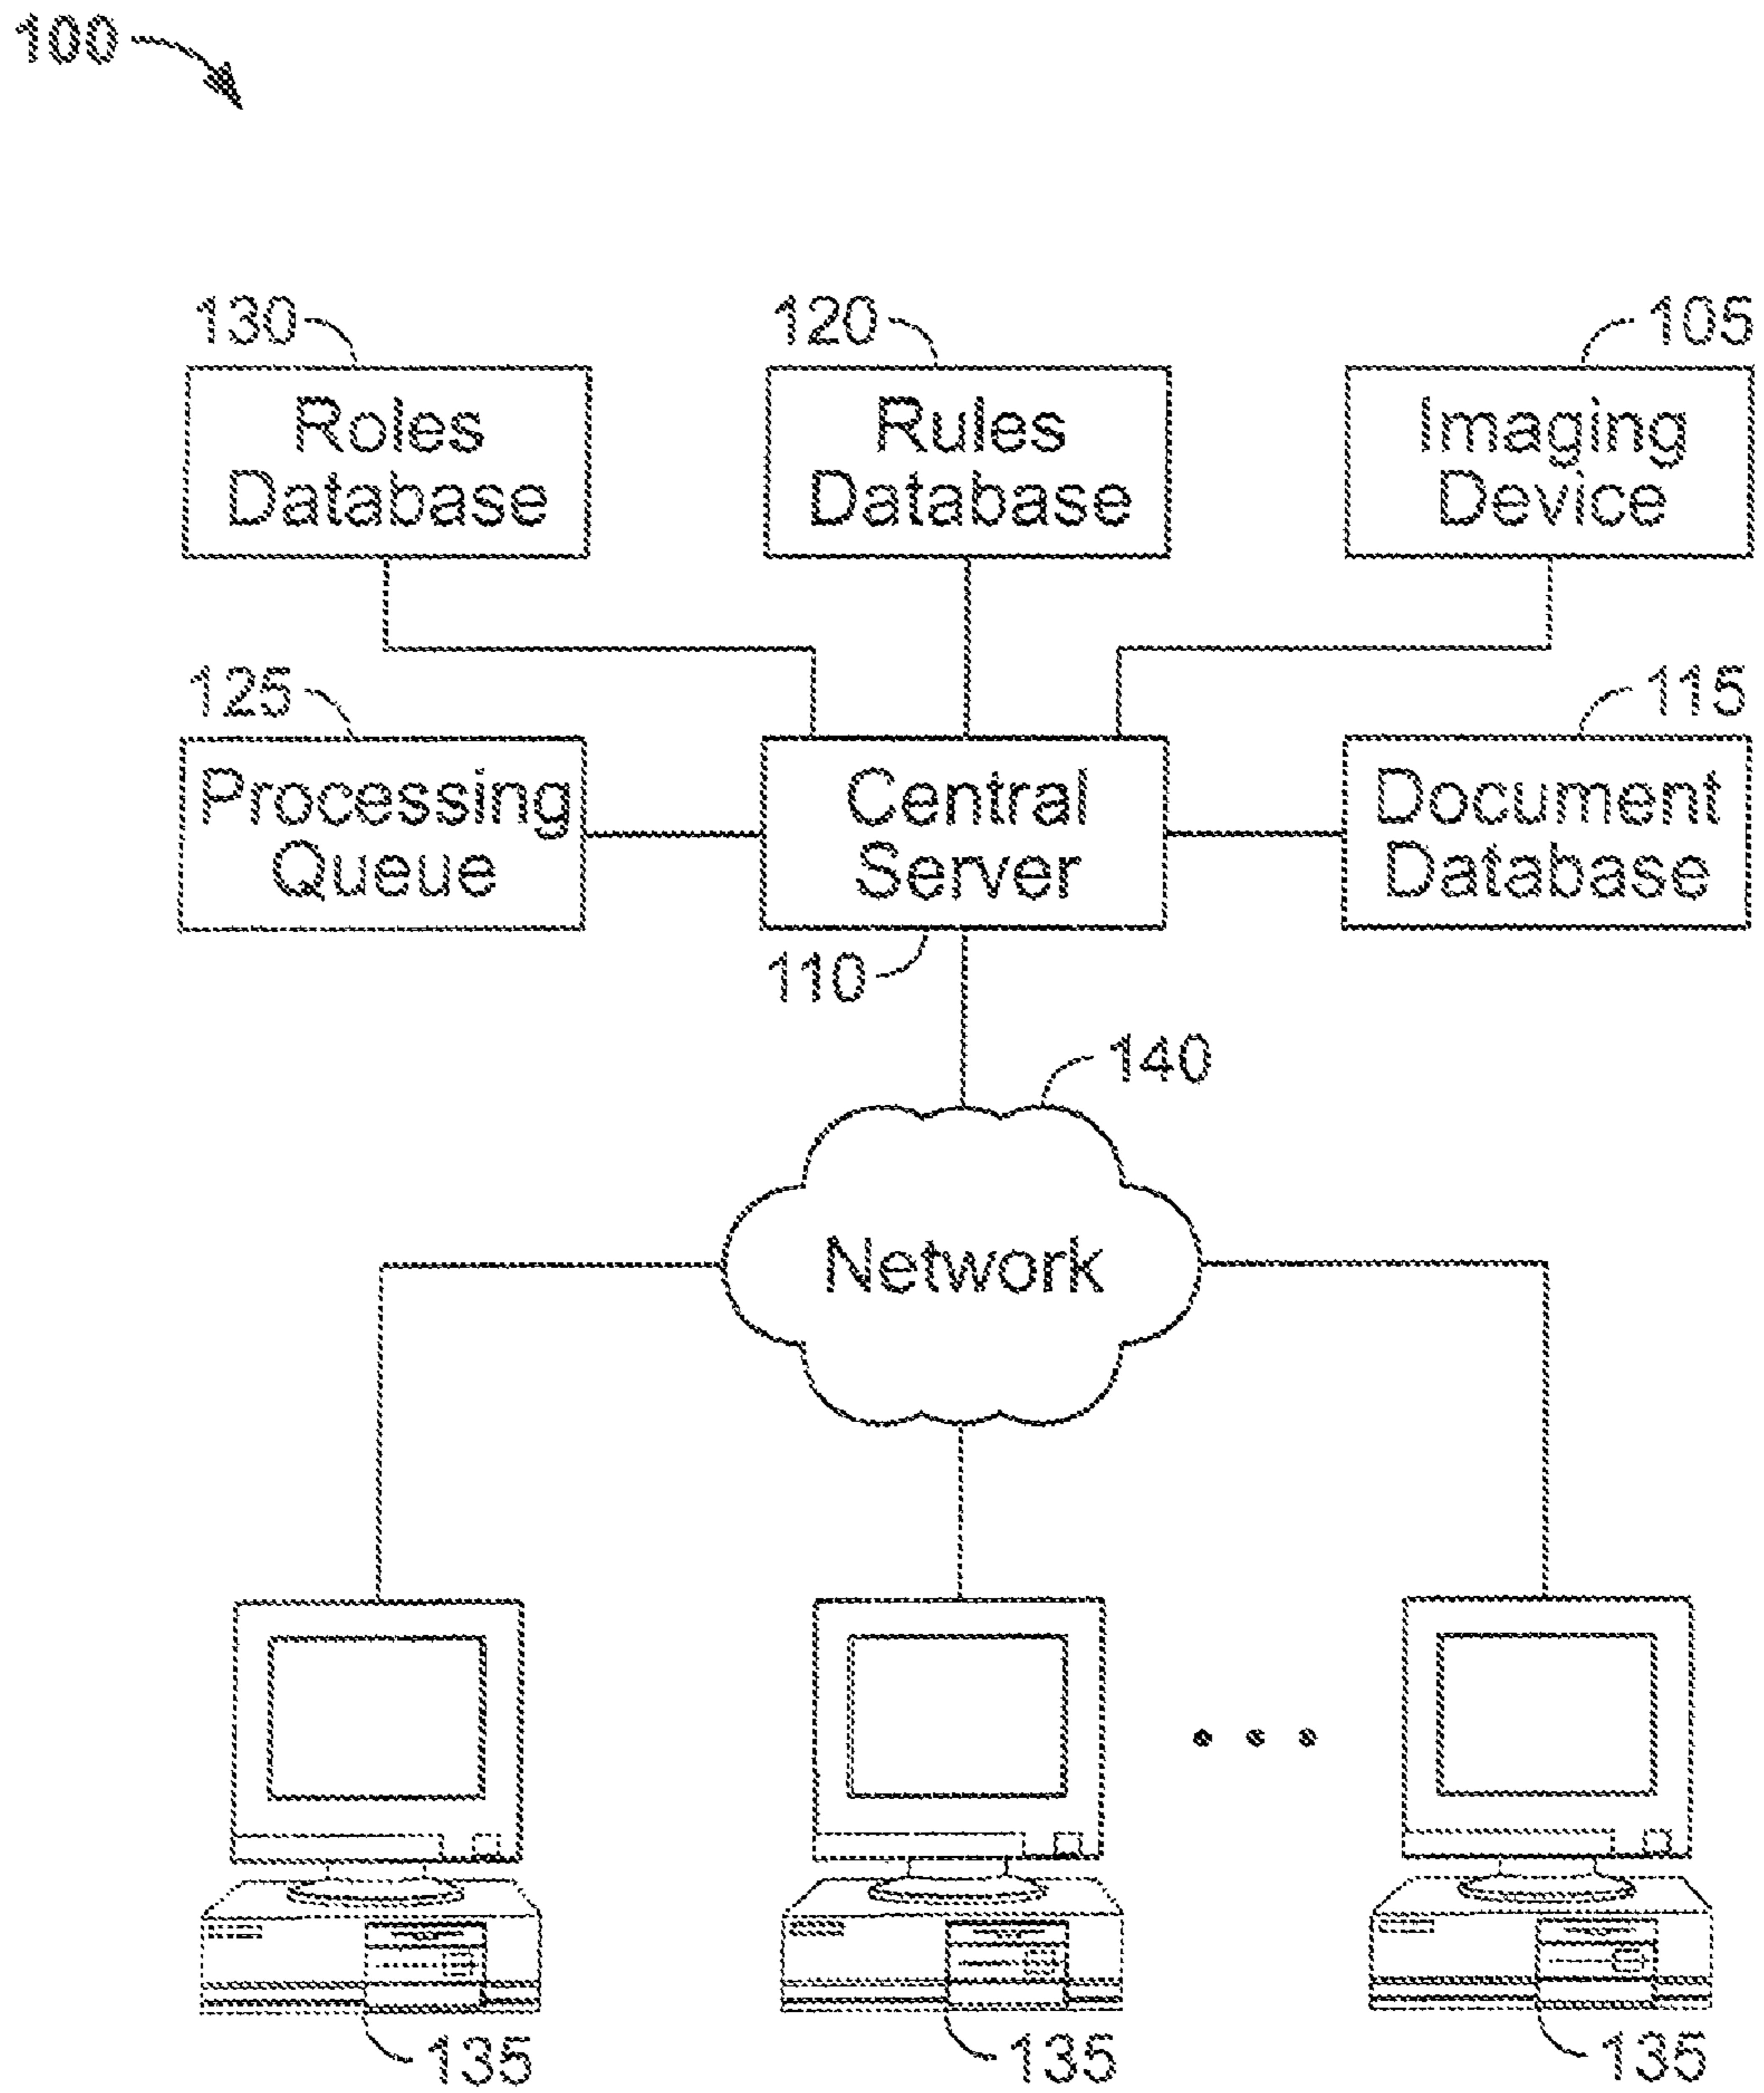 100
130
120
105
Roles
Database
Rules
Database
Imaging
Device
125
115
Processing
Queue
Central
Server
Document
Database
110
140
Network
135
135
135